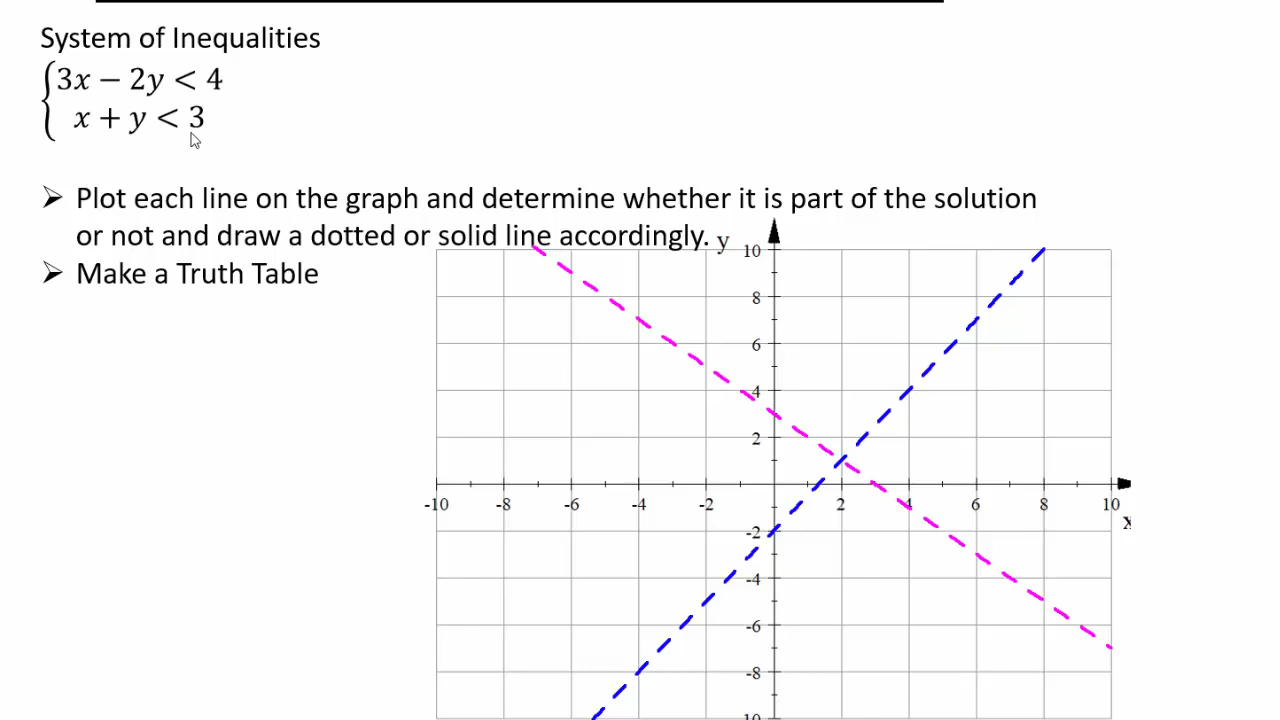 System of Inequalities
3x − 2y < 4
x + y < 3
➢ Plot each line on the graph and determine whether it is part of the solution
or not and draw a dotted or solid line accordingly.
➢ Make a Truth Table
y
10
8
6
4
2
-10 -8 -6 -4 -2 2 4 6 8 10
x
-2
-4
-6
-8
10